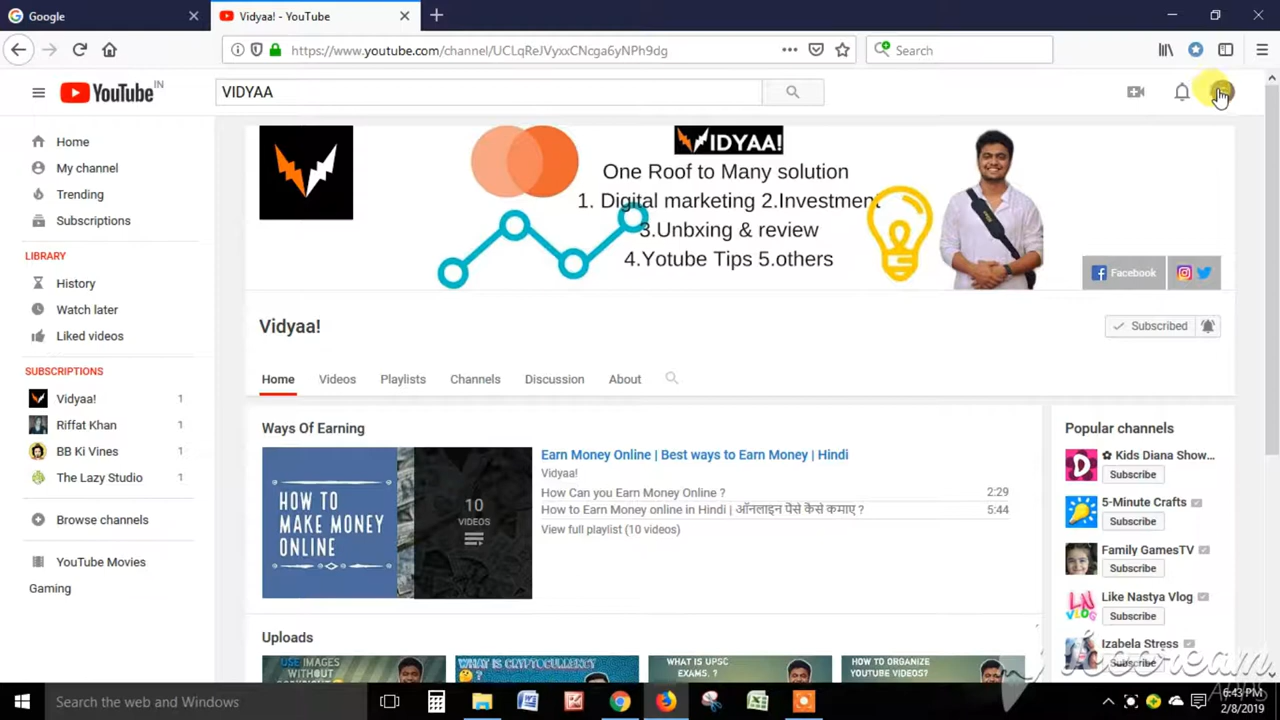 Google
Vidyaa! - YouTube
https://www.youtube.com/channel/UCLqReJVyxxCNcga6yNPh9dg
Search
YouTube IN
VIDYAA
Home
My channel
Trending
Subscriptions
LIBRARY
History
Watch later
Liked videos
SUBSCRIPTIONS
Vidyaa! 1
Riffat Khan 1
BB Ki Vines 1
The Lazy Studio 1
Browse channels
YouTube Movies
Gaming
VIDYAA!
One Roof to Many solution
1. Digital marketing 2.Investment
3.Unbxing & review
4.Yotube Tips 5.others
Facebook
Vidyaa!
Subscribed
Home Videos Playlists Channels Discussion About
Ways Of Earning
HOW TO
MAKE MONEY
ONLINE
10
VIDEOS
Earn Money Online | Best ways to Earn Money | Hindi
Vidyaa!
How Can you Earn Money Online ? 2:29
How to Earn Money online in Hindi | ऑनलाइन पैसे कैसे कमाए ? 5:44
View full playlist (10 videos)
Uploads
USE IMAGES
WITHOUT
WHAT IS CRYPTOCURRENCY
WHAT IS UPSC
EXAMS. ?
HOW TO ORGANIZE
YOUTUBE VIDEOS?
Popular channels
Kids Diana Show...
Subscribe
5-Minute Crafts
Subscribe
Family GamesTV
Subscribe
Like Nastya Vlog
Subscribe
Izabela Stress
Subscribe
Icecream
Apps
Search the web and Windows
6:43 PM
2/8/2019